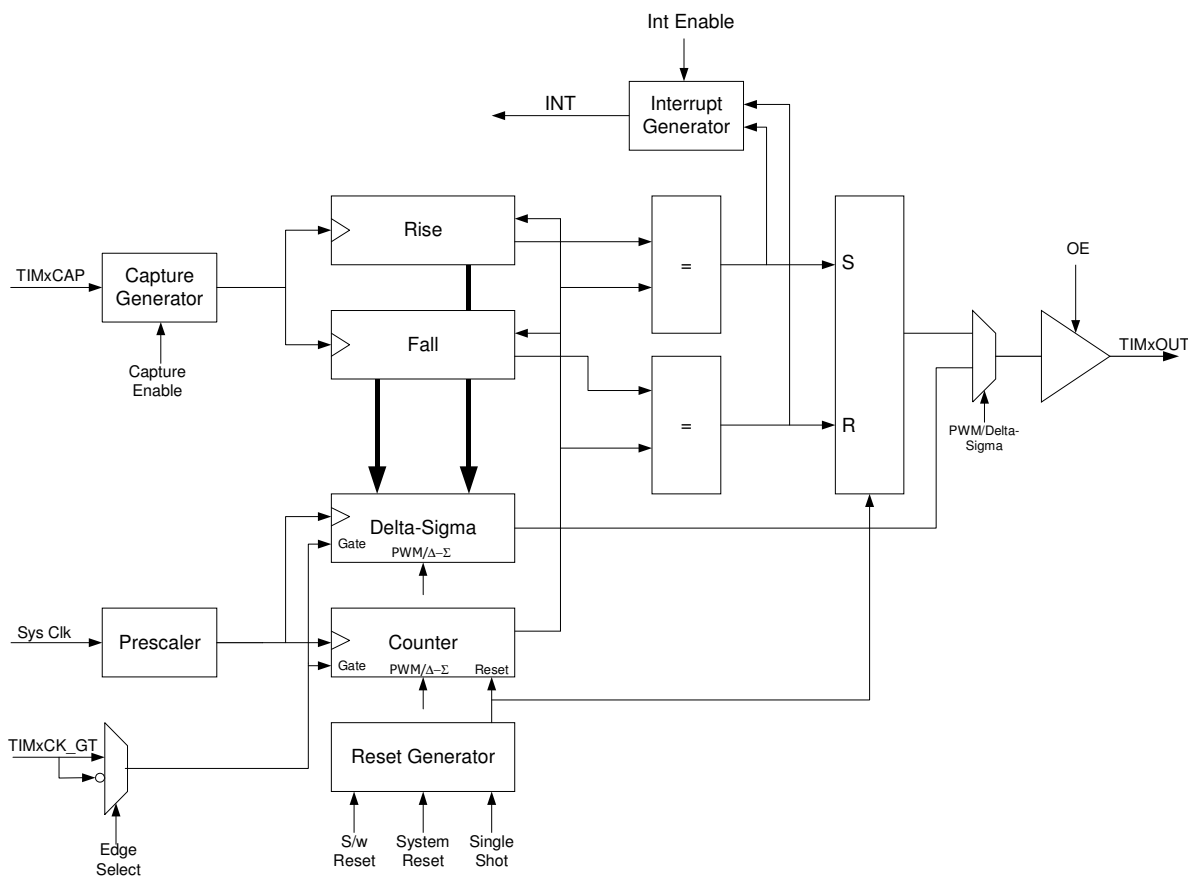 Int Enable
INT
Interrupt
Generator
Rise
TIMxCAP
Capture
Generator
=
S
OE
Fall
TIMxOUT
Capture
Enable
=
R
PWM/Delta-
Sigma
Delta-Sigma
Gate
PWM/Δ–Σ
Sys Clk
Prescaler
Counter
Gate
PWM/Δ–Σ
Reset
TIMxCK_GT
Reset Generator
Edge
Select
S/w
Reset
System
Reset
Single
Shot